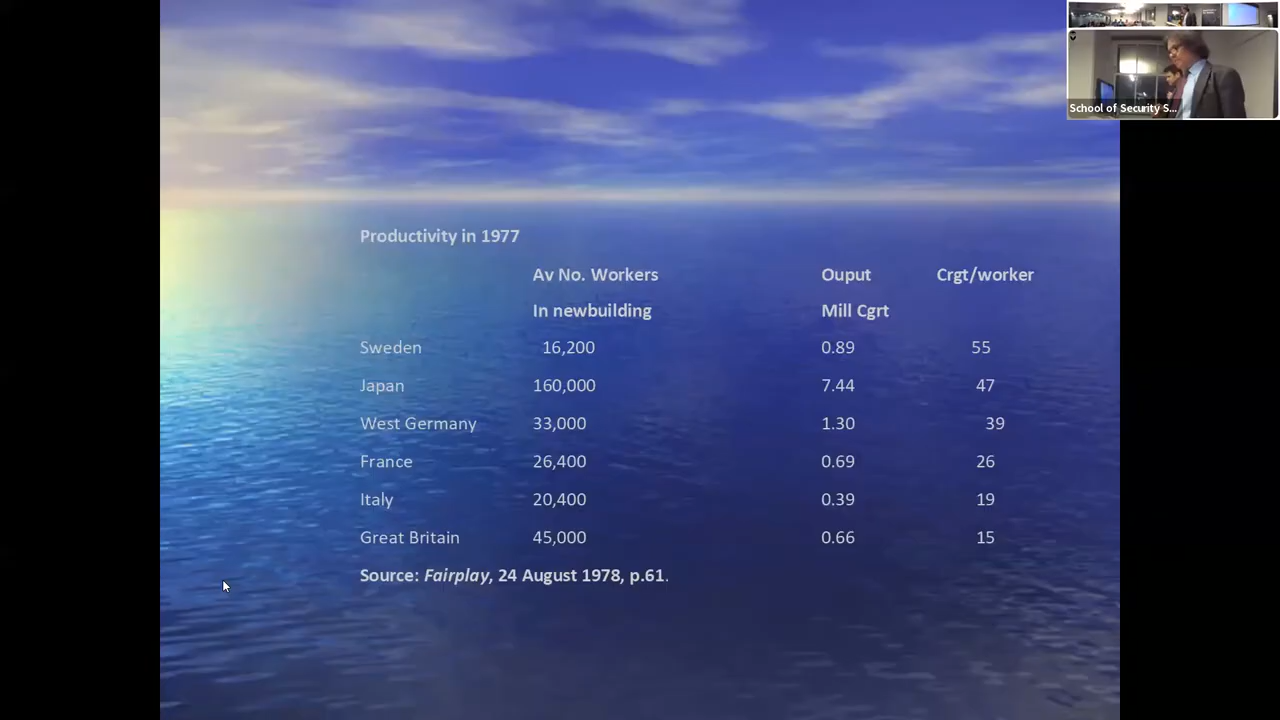 School of Security S...
Productivity in 1977
Av No. Workers Ouput Crgt/worker
In newbuilding Mill Cgrt
Sweden 16,200 0.89 55
Japan 160,000 7.44 47
West Germany 33,000 1.30 39
France 26,400 0.69 26
Italy 20,400 0.39 19
Great Britain 45,000 0.66 15
Source: Fairplay, 24 August 1978, p.61.